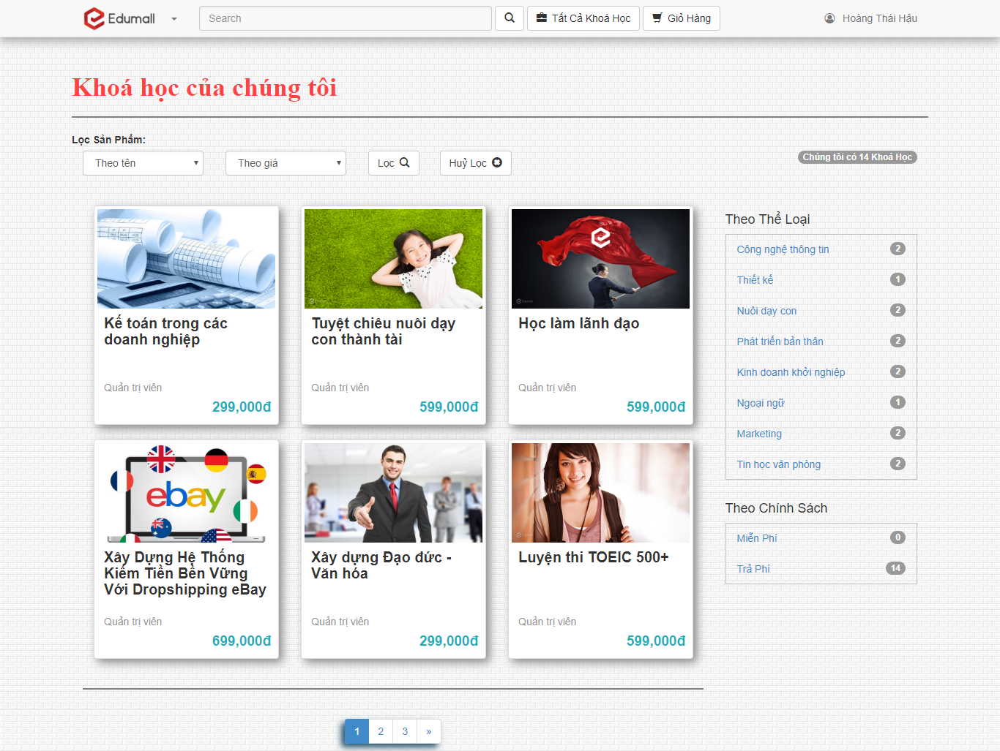 Edumall
Search
Tất Cả Khoá Học
Giỏ Hàng
Hoàng Thái Hậu
Khoá học của chúng tôi
Lọc Sản Phẩm:
Theo tên
Theo giá
Lọc
Huỷ Lọc
Chúng tôi có 14 Khoá Học
Kế toán trong các
doanh nghiệp
Quản trị viên
299,000đ
Edumall
Tuyệt chiêu nuôi dạy
con thành tài
Quản trị viên
599,000đ
Edumall
Học làm lãnh đạo
Quản trị viên
599,000đ
ebay
Xây Dựng Hệ Thống
Kiếm Tiền Bền Vững
Với Dropshipping eBay
Quản trị viên
699,000đ
Xây dựng Đạo đức -
Văn hóa
Quản trị viên
299,000đ
Edumall
Luyện thi TOEIC 500+
Quản trị viên
599,000đ
Theo Thể Loại
Công nghệ thông tin 2
Thiết kế 1
Nuôi dạy con 2
Phát triển bản thân 2
Kinh doanh khởi nghiệp 2
Ngoại ngữ 1
Marketing 2
Tin học văn phòng 2
Theo Chính Sách
Miễn Phí 0
Trả Phí 14
1 2 3 »